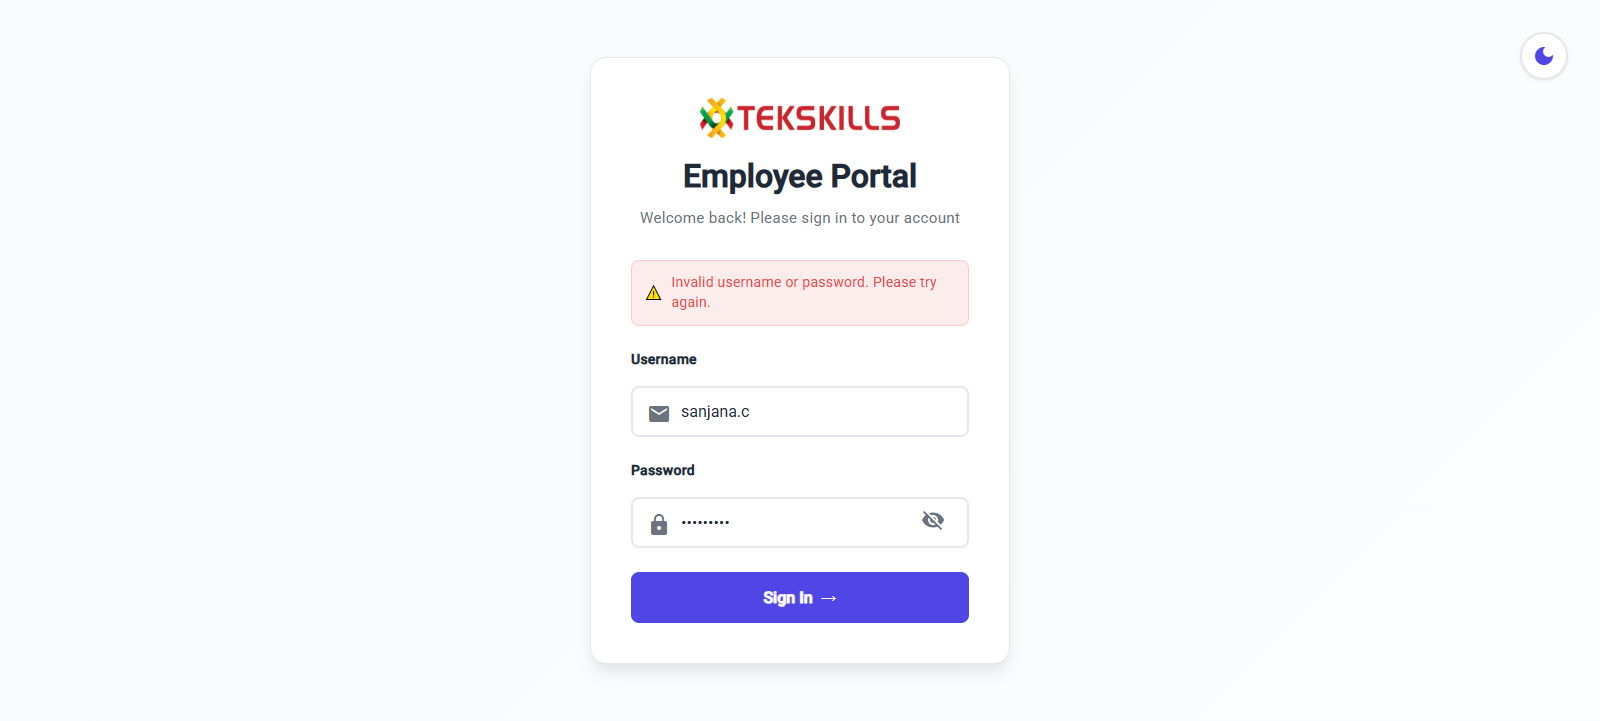 TEKSKILLS
Employee Portal
Welcome back! Please sign in to your account
Invalid username or password. Please try
again.
Username
sanjana.c
Password
•••••••••
Sign In →